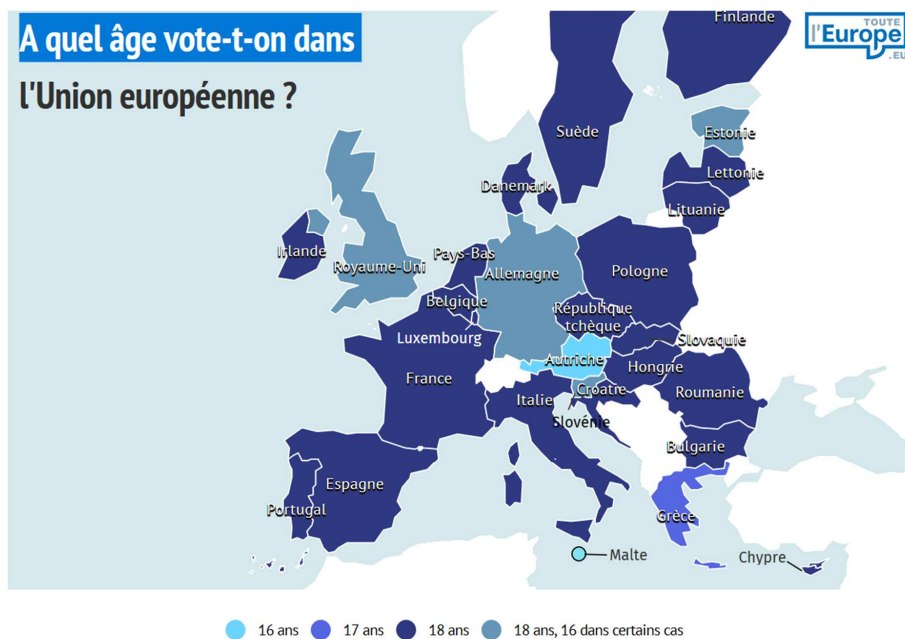 A quel âge vote-t-on dans
l'Union européenne ?
TOUTE
l'Europe
.EU
Finlande
Suède
Estonie
Lettonie
Danemark
Lituanie
Irlande
Royaume-Uni
Pays-Bas
Allemagne
Pologne
Belgique
République
tchèque
Luxembourg
Slovaquie
Autriche
Hongrie
France
Croatie
Roumanie
Italie
Slovénie
Bulgarie
Espagne
Portugal
Grèce
Malte
Chypre
16 ans
17 ans
18 ans
18 ans, 16 dans certains cas